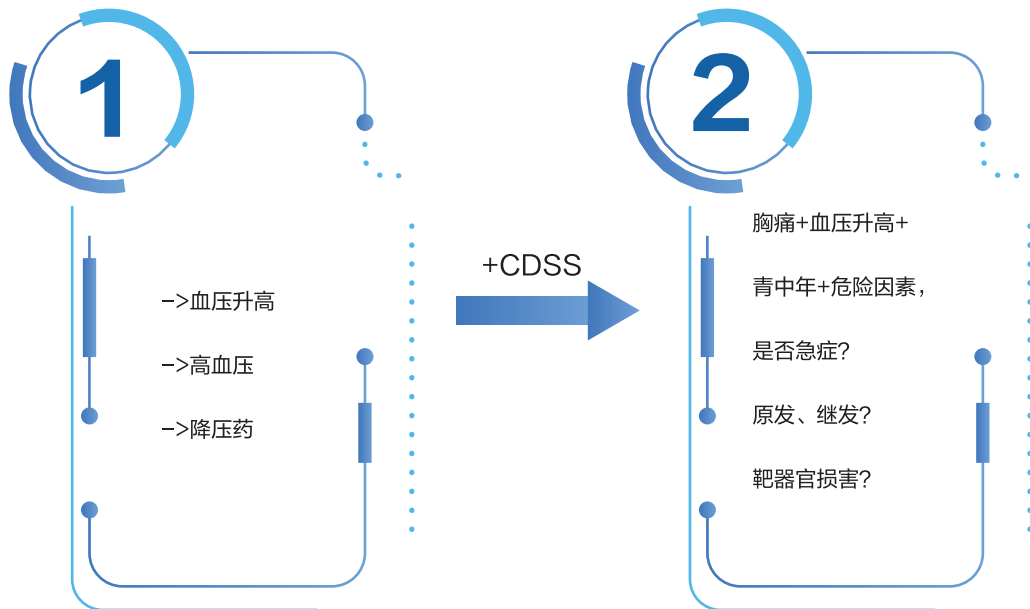 1
->血压升高
->高血压
->降压药
+CDSS
2
胸痛+血压升高+
青中年+危险因素，
是否急症?
原发、继发?
靶器官损害?